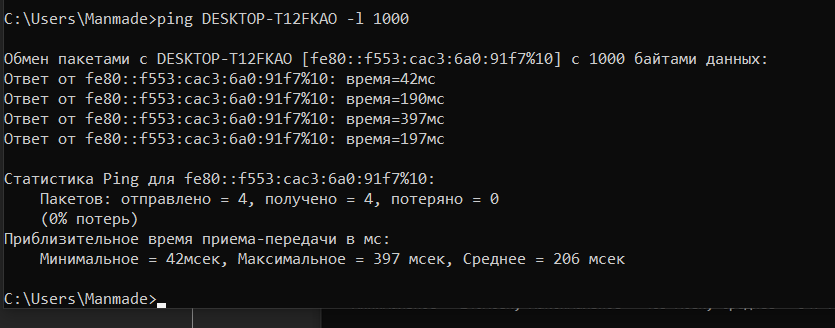 C:\Users\Manmade>ping DESKTOP-T12FKAO -l 1000
Обмен пакетами с DESKTOP-T12FKAO [fe80::f553:cac3:6a0:91f7%10] с 1000 байтами данных:
Ответ от fe80::f553:cac3:6a0:91f7%10: время=42мс
Ответ от fe80::f553:cac3:6a0:91f7%10: время=190мс
Ответ от fe80::f553:cac3:6a0:91f7%10: время=397мс
Ответ от fe80::f553:cac3:6a0:91f7%10: время=197мс
Статистика Ping для fe80::f553:cac3:6a0:91f7%10:
    Пакетов: отправлено = 4, получено = 4, потеряно = 0
    (0% потерь)
Приблизительное время приема-передачи в мс:
    Минимальное = 42мсек, Максимальное = 397 мсек, Среднее = 206 мсек
C:\Users\Manmade>